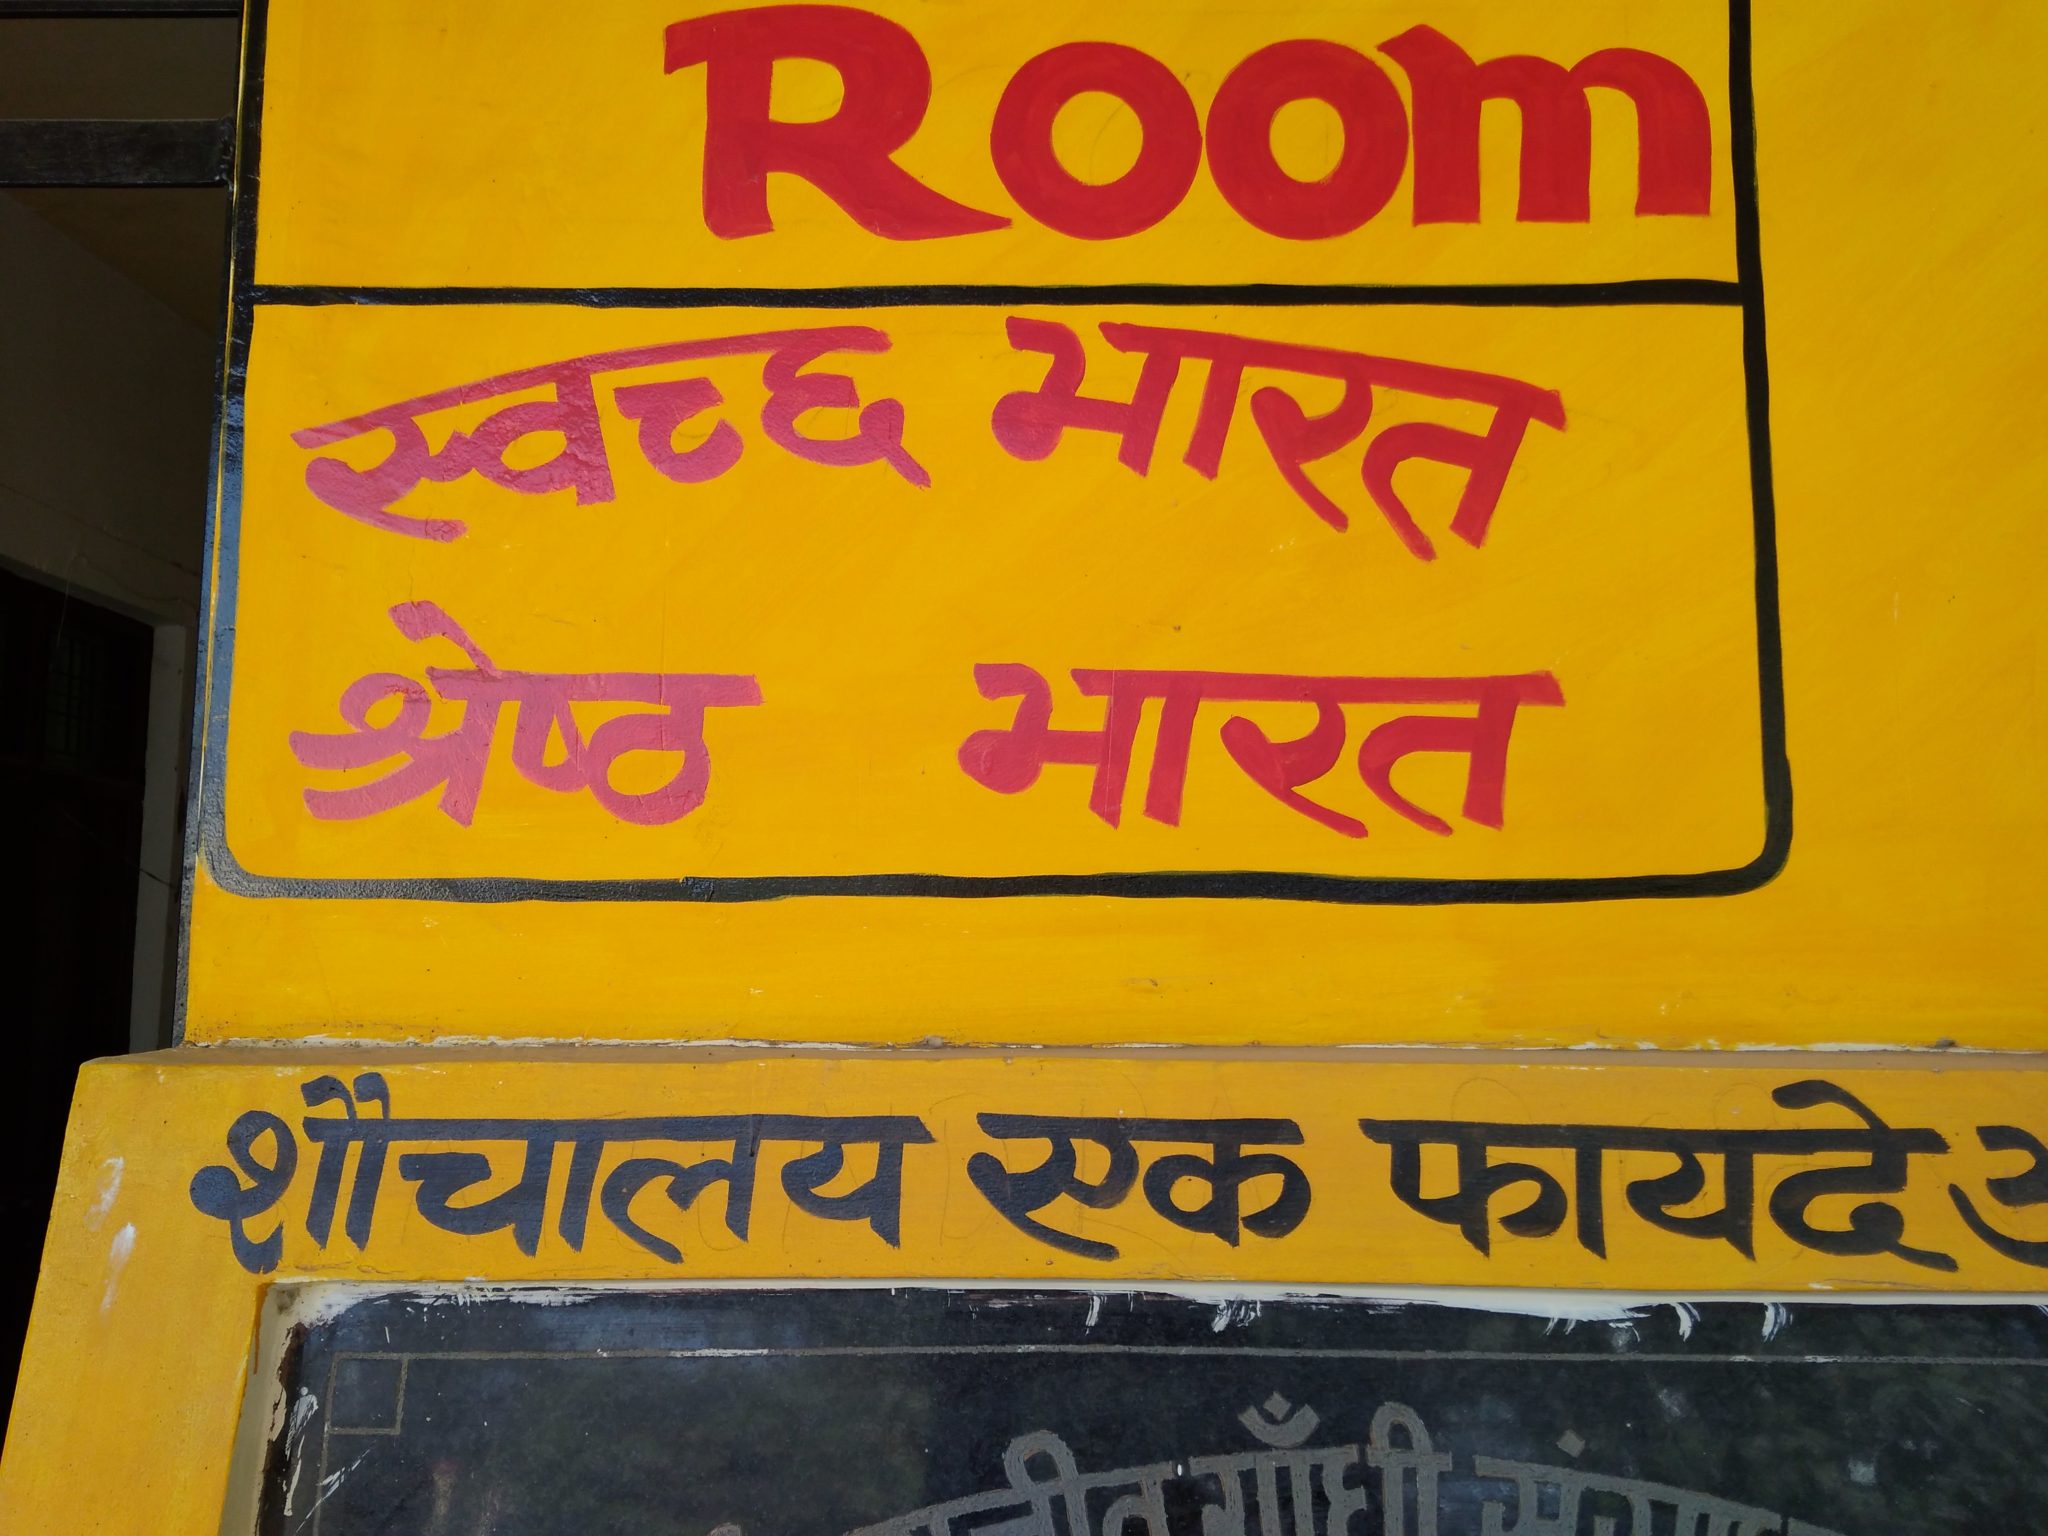 Room
स्वच्छ भारत
श्रेष्ठ भारत
शौचालय एक फायदे
गाँधी